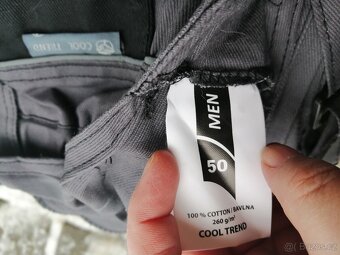 COOL TREND
MEN
50
100 % COTTON / BAVLNA
260 g/m²
COOL TREND